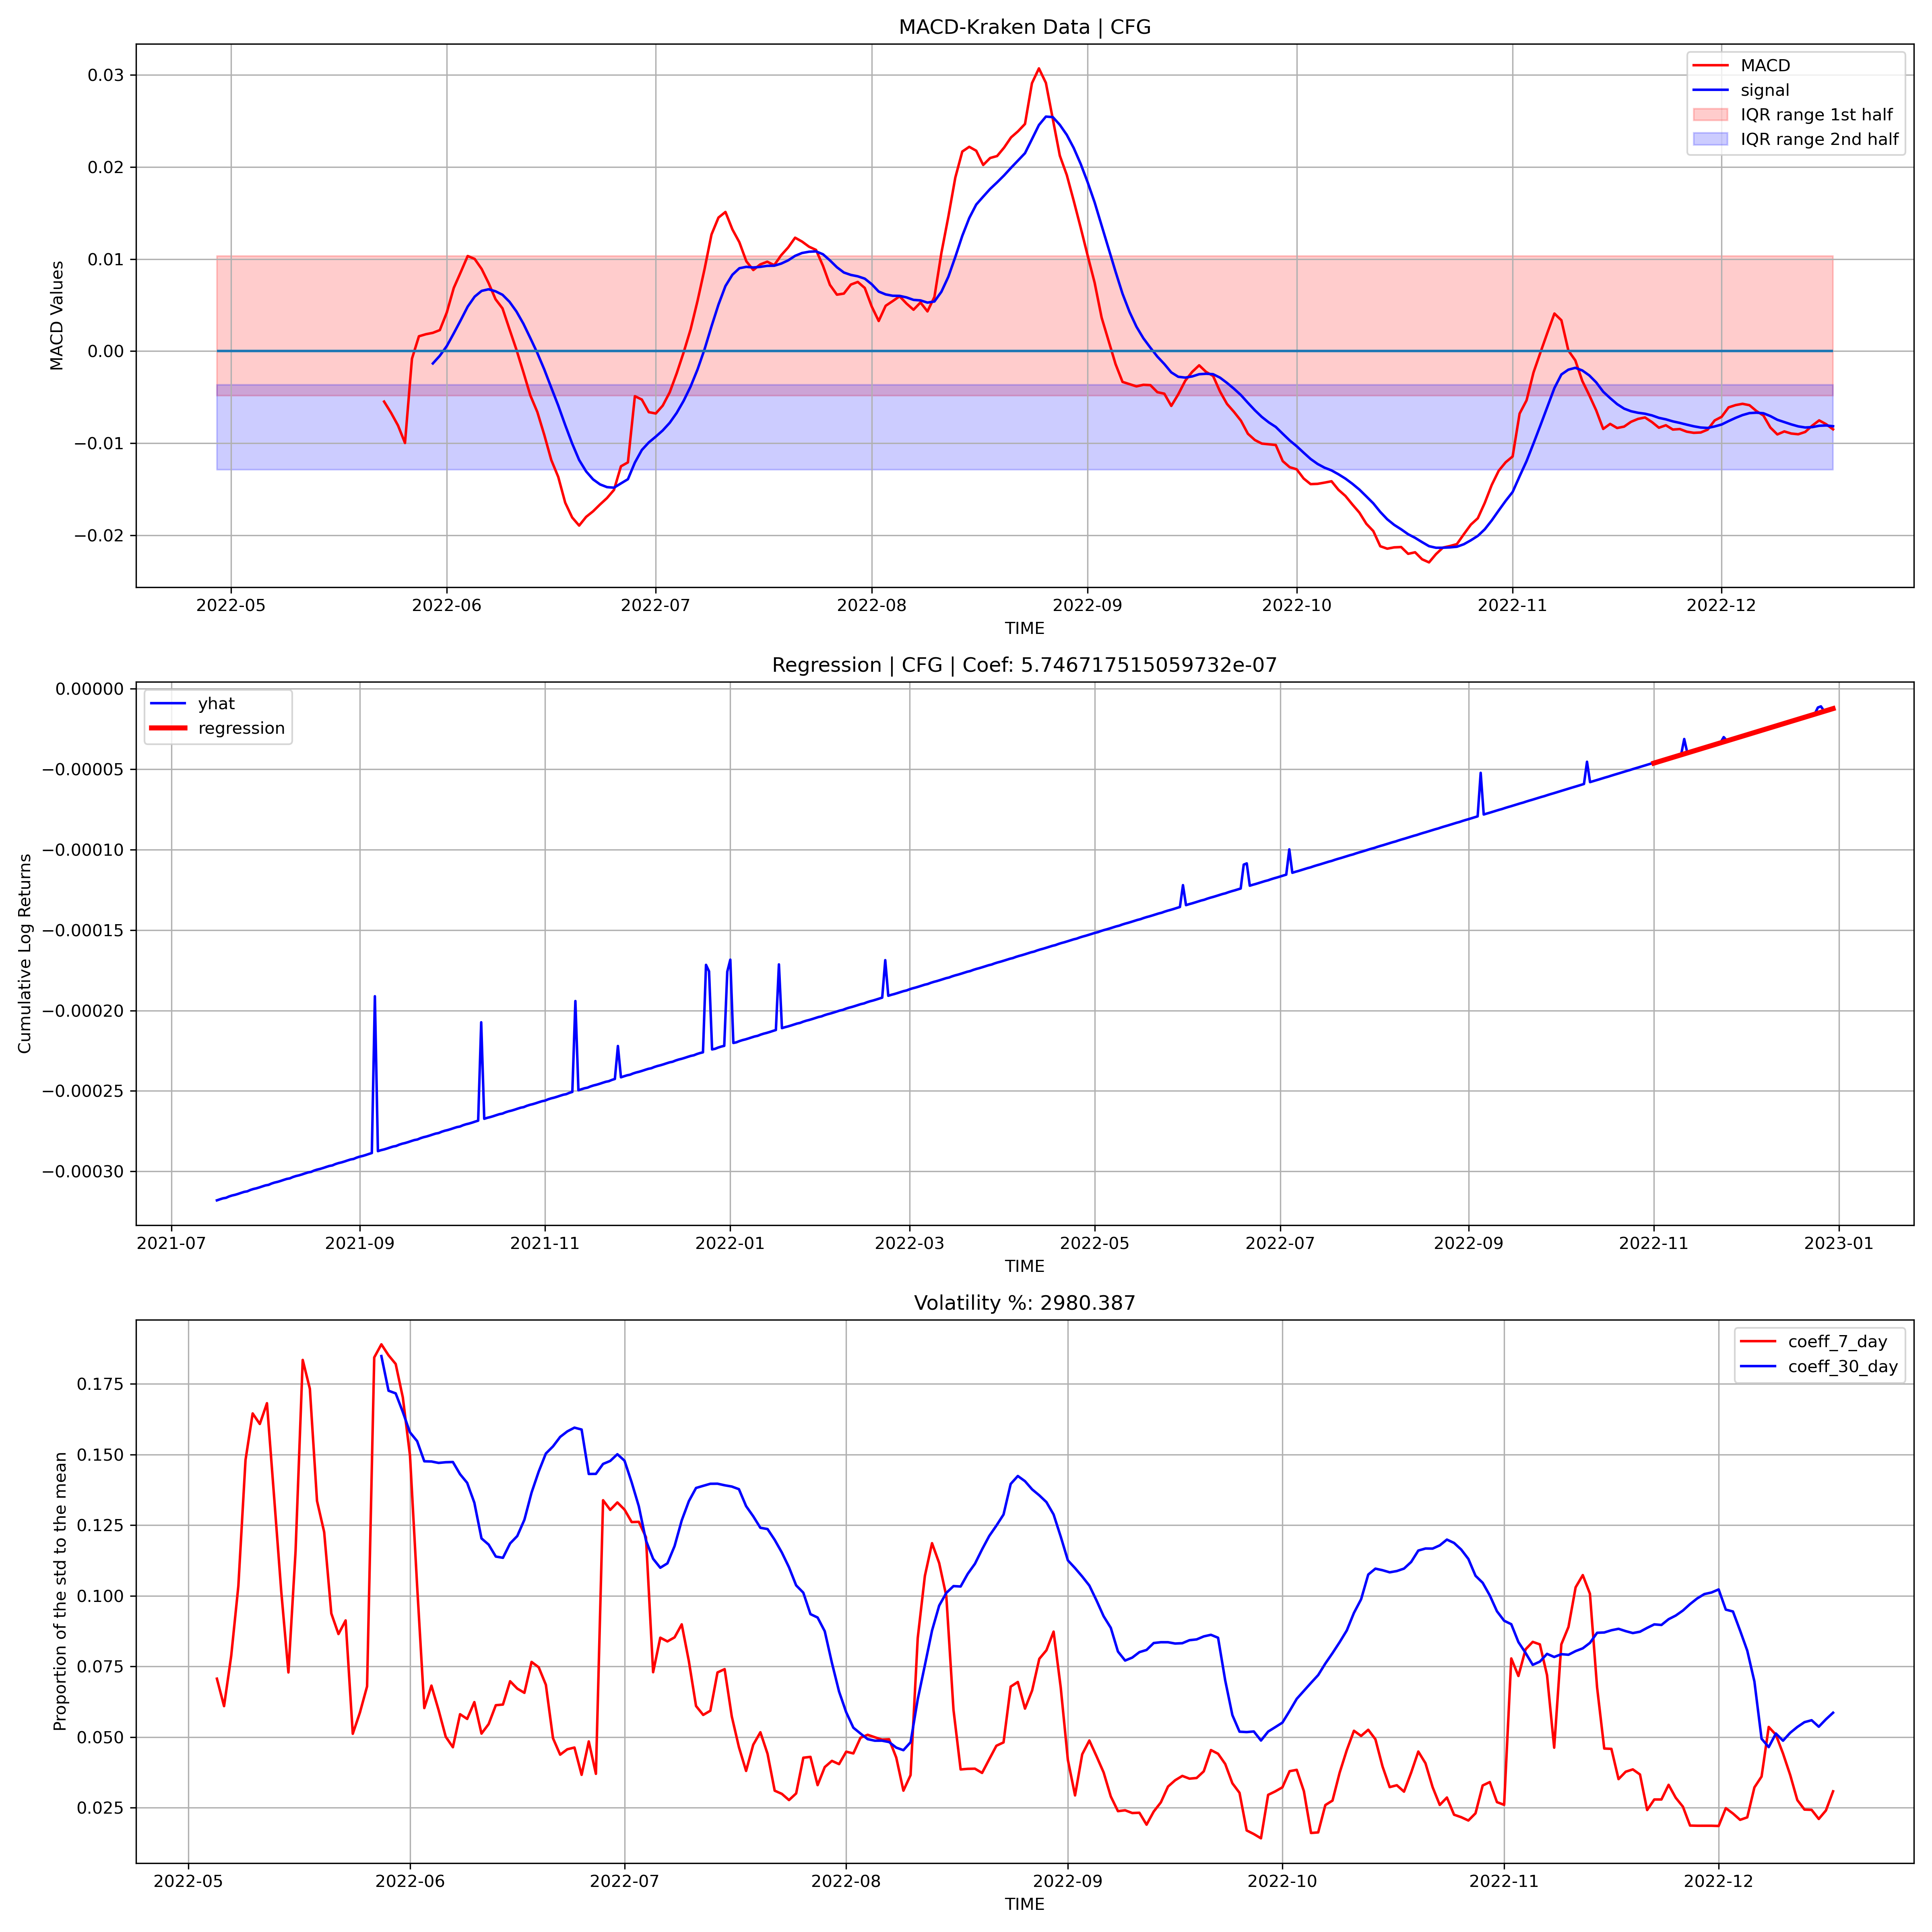 MACD-Kraken Data | CFG
MACD
signal
IQR range 1st half
IQR range 2nd half
MACD Values
0.03
0.02
0.01
0.00
−0.01
−0.02
2022-05 2022-06 2022-07 2022-08 2022-09 2022-10 2022-11 2022-12
TIME
Regression | CFG | Coef: 5.746717515059732e-07
yhat
regression
Cumulative Log Returns
0.00000
−0.00005
−0.00010
−0.00015
−0.00020
−0.00025
−0.00030
2021-07 2021-09 2021-11 2022-01 2022-03 2022-05 2022-07 2022-09 2022-11 2023-01
TIME
Volatility %: 2980.387
coeff_7_day
coeff_30_day
Proportion of the std to the mean
0.175
0.150
0.125
0.100
0.075
0.050
0.025
2022-05 2022-06 2022-07 2022-08 2022-09 2022-10 2022-11 2022-12
TIME